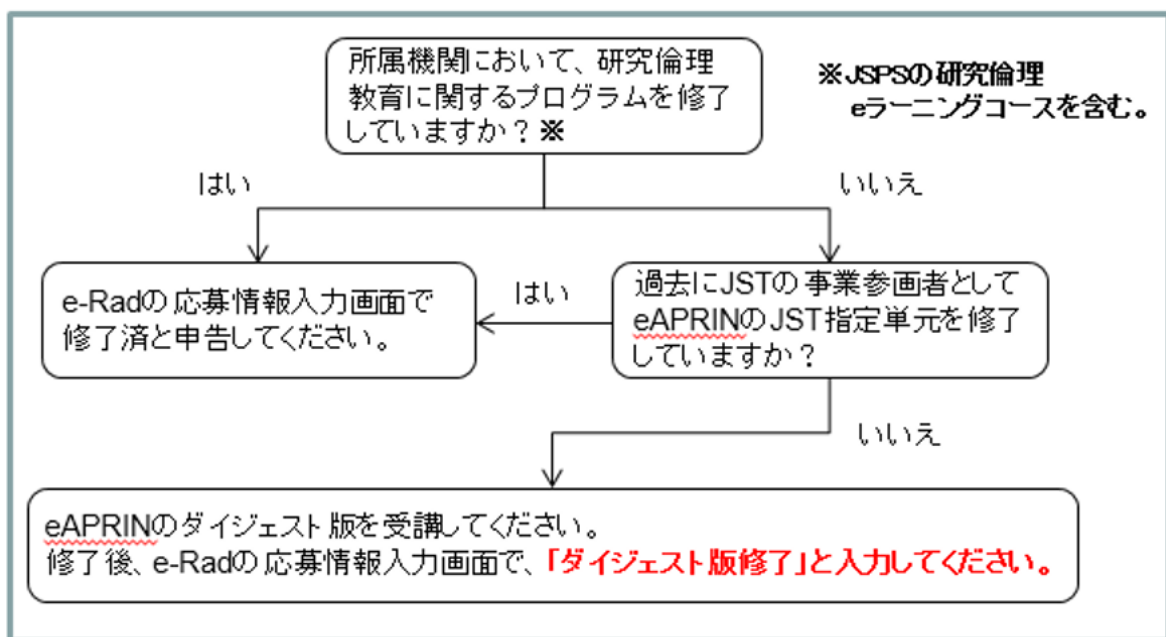 所属機関において、研究倫理
教育に関するプログラムを修了
していますか？※
※JSPSの研究倫理
eラーニングコースを含む。
はい
いいえ
e-Radの応募情報入力画面で
修了済と申告してください。
はい
過去にJSTの事業参画者として
eAPRINのJST指定単元を修了
していますか？
いいえ
eAPRINのダイジェスト版を受講してください。
修了後、e-Radの応募情報入力画面で、「ダイジェスト版修了」と入力してください。